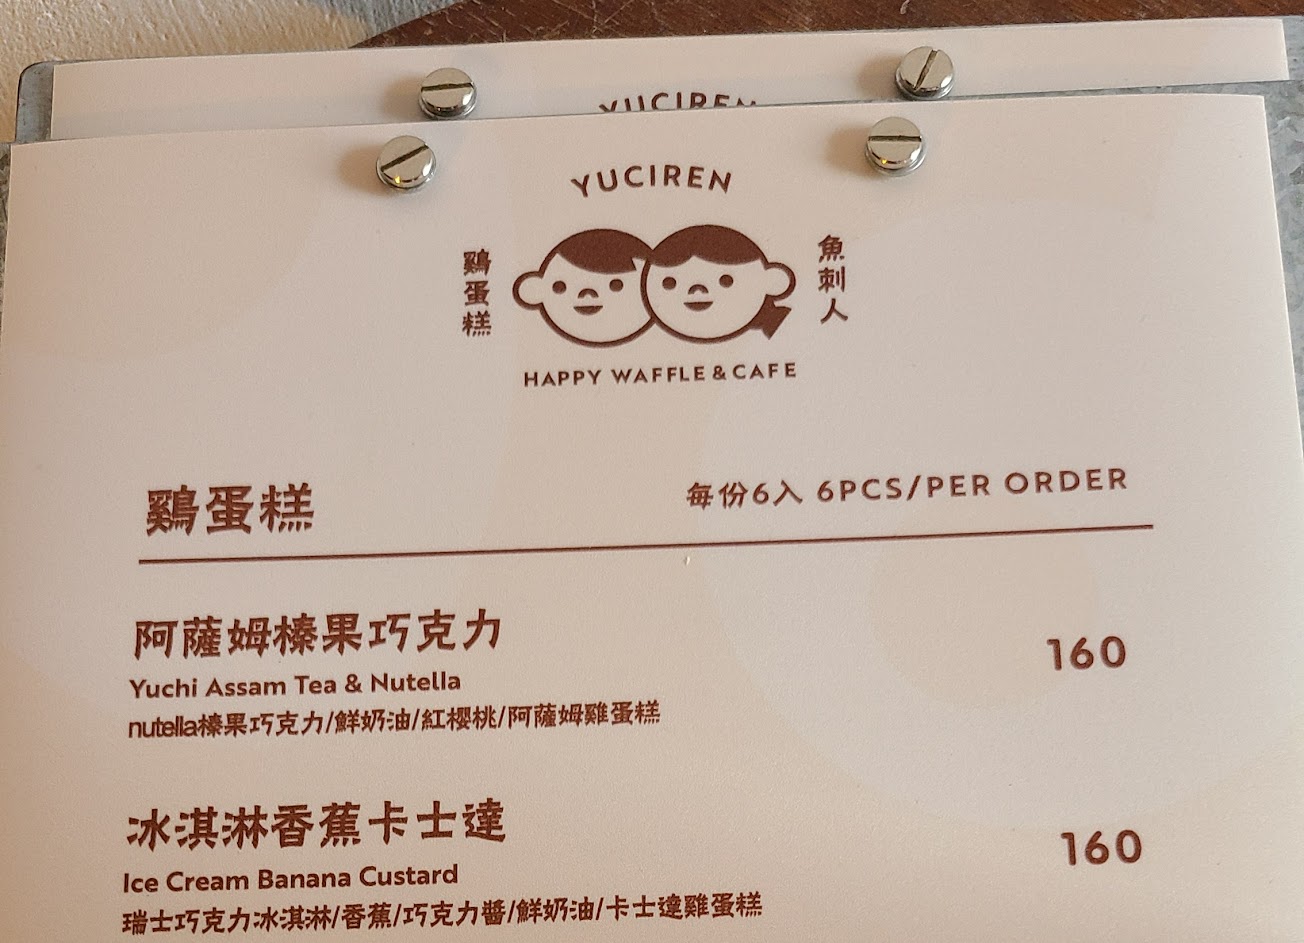 YUCIREN
YUCIREN
鷄蛋糕
魚刺人
HAPPY WAFFLE & CAFE
鷄蛋糕
每份6入 6PCS/PER ORDER
阿薩姆榛果巧克力
160
Yuchi Assam Tea & Nutella
nutella榛果巧克力/鮮奶油/紅櫻桃/阿薩姆雞蛋糕
冰淇淋香蕉卡士達
160
Ice Cream Banana Custard
瑞士巧克力冰淇淋/香蕉/巧克力醬/鮮奶油/卡士達雞蛋糕